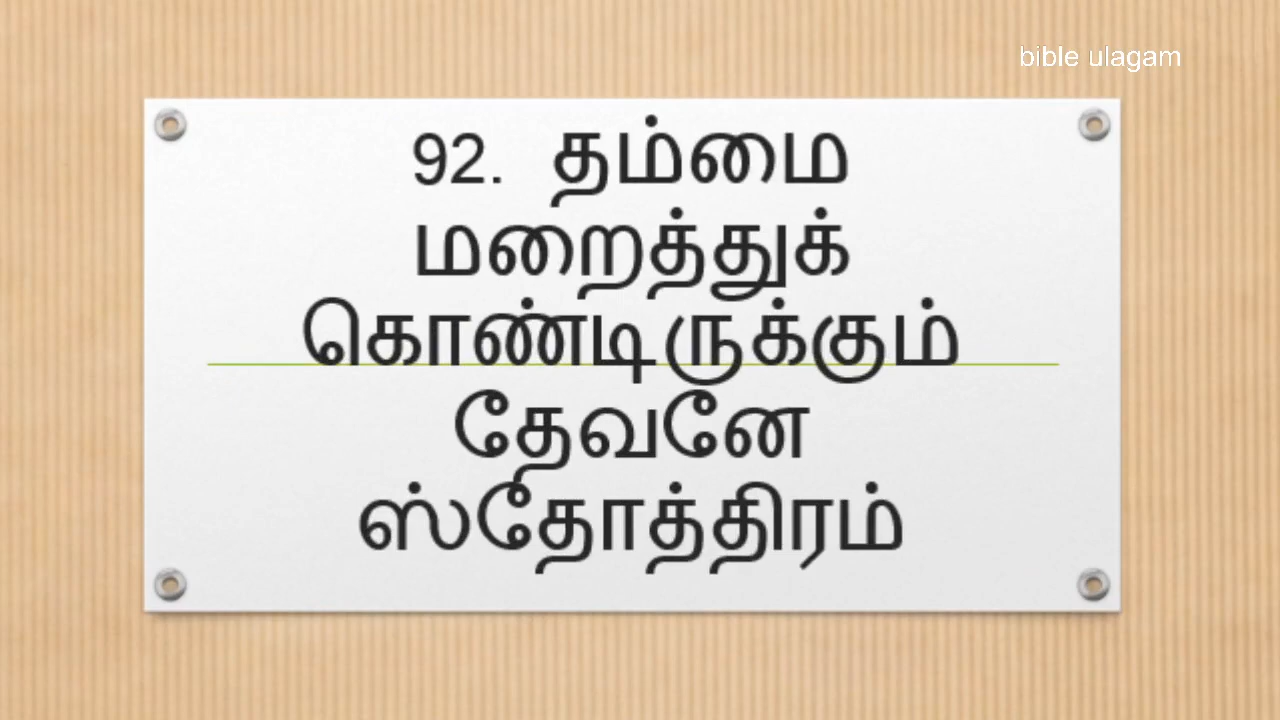 bible ulagam
92. தம்மை
மறைத்துக்
கொண்டிருக்கும்
தேவனே
ஸ்தோத்திரம்